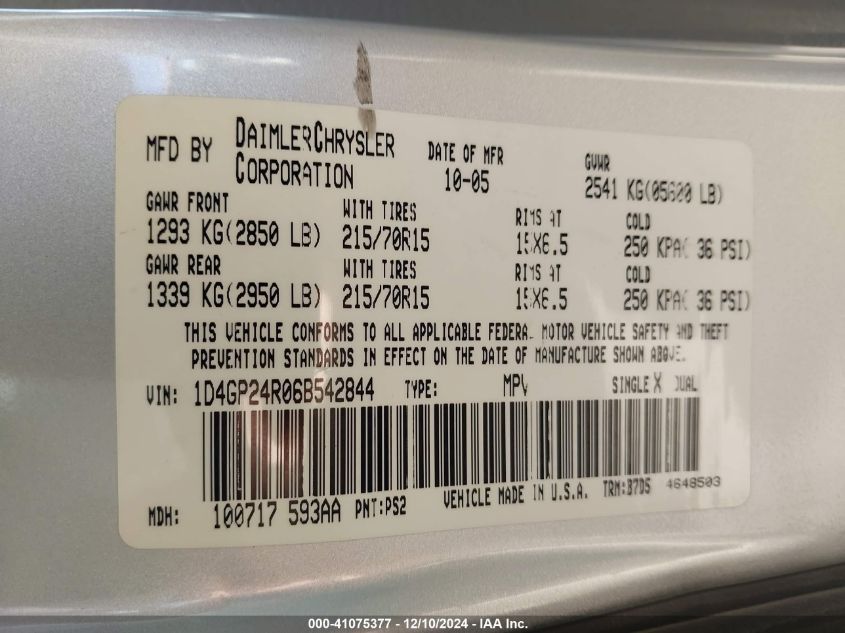 MFD BY DAIMLERCHRYSLER CORPORATION
DATE OF MFR 10-05
GVWR 2541 KG(05600 LB)
GAWR FRONT WITH TIRES RIMS AT COLD
1293 KG(2850 LB) 215/70R15 15X6.5 250 KPA( 36 PSI)
GAWR REAR WITH TIRES RIMS AT COLD
1339 KG(2950 LB) 215/70R15 15X6.5 250 KPA( 36 PSI)
THIS VEHICLE CONFORMS TO ALL APPLICABLE FEDERAL MOTOR VEHICLE SAFETY AND THEFT
PREVENTION STANDARDS IN EFFECT ON THE DATE OF MANUFACTURE SHOWN ABOVE.
VIN: 1D4GP24R06B542844 TYPE: MPV SINGLE X DUAL
MDH: 100717 593AA PNT:PS2 VEHICLE MADE IN U.S.A. TRM:B7D5 4648503
000-41075377 - 12/10/2024 - IAA Inc.